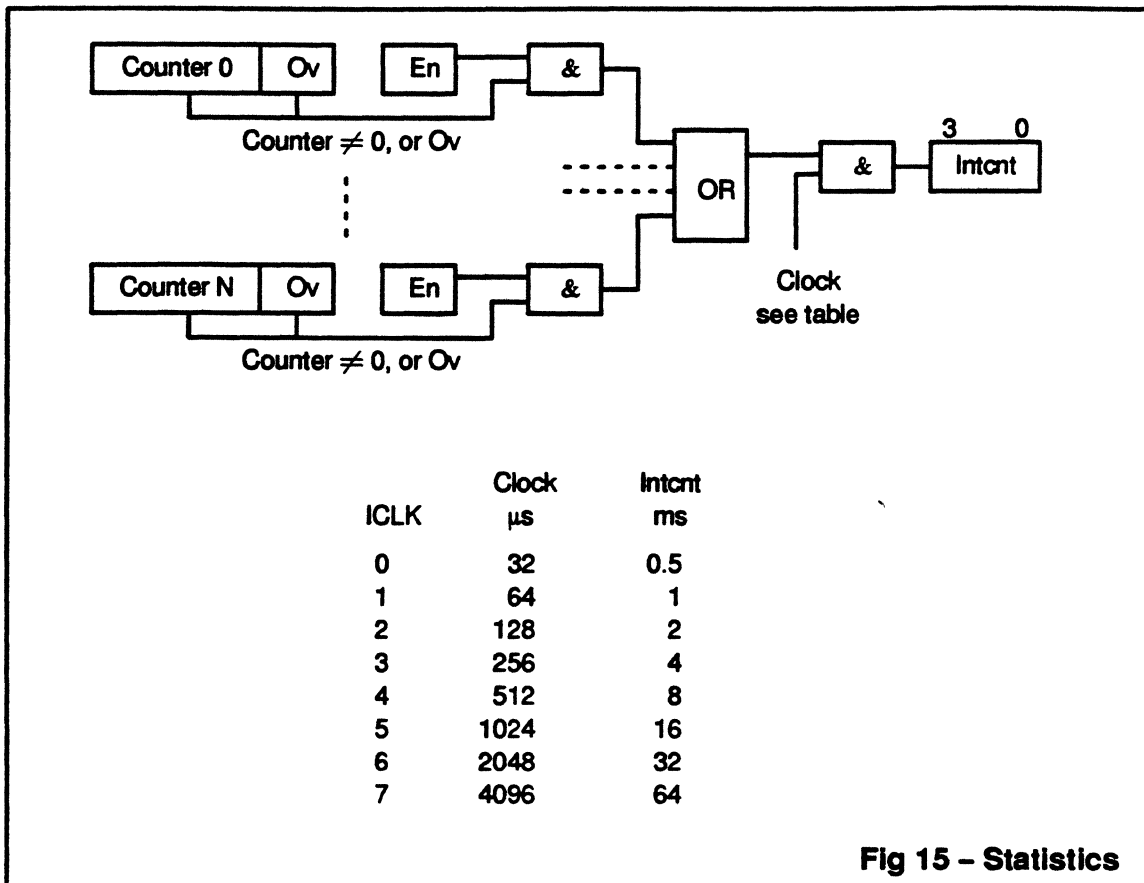 Counter 0 Ov En &
Counter ≠ 0, or Ov
OR
3 0
& Intcnt
Clock
see table
Counter N Ov En &
Counter ≠ 0, or Ov
Clock Intcnt
ICLK μs ms
0 32 0.5
1 64 1
2 128 2
3 256 4
4 512 8
5 1024 16
6 2048 32
7 4096 64
Fig 15 – Statistics